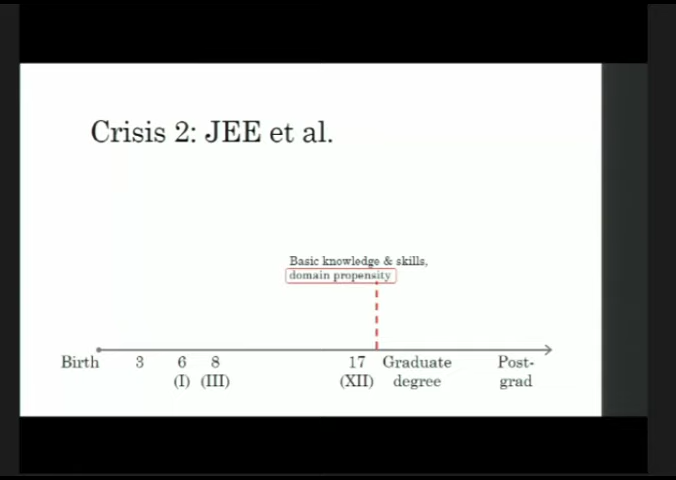 Crisis 2: JEE et al.
Basic knowledge & skills,
domain propensity
Birth 3 6 8 17 Graduate Post-
(I) (III) (XII) degree grad